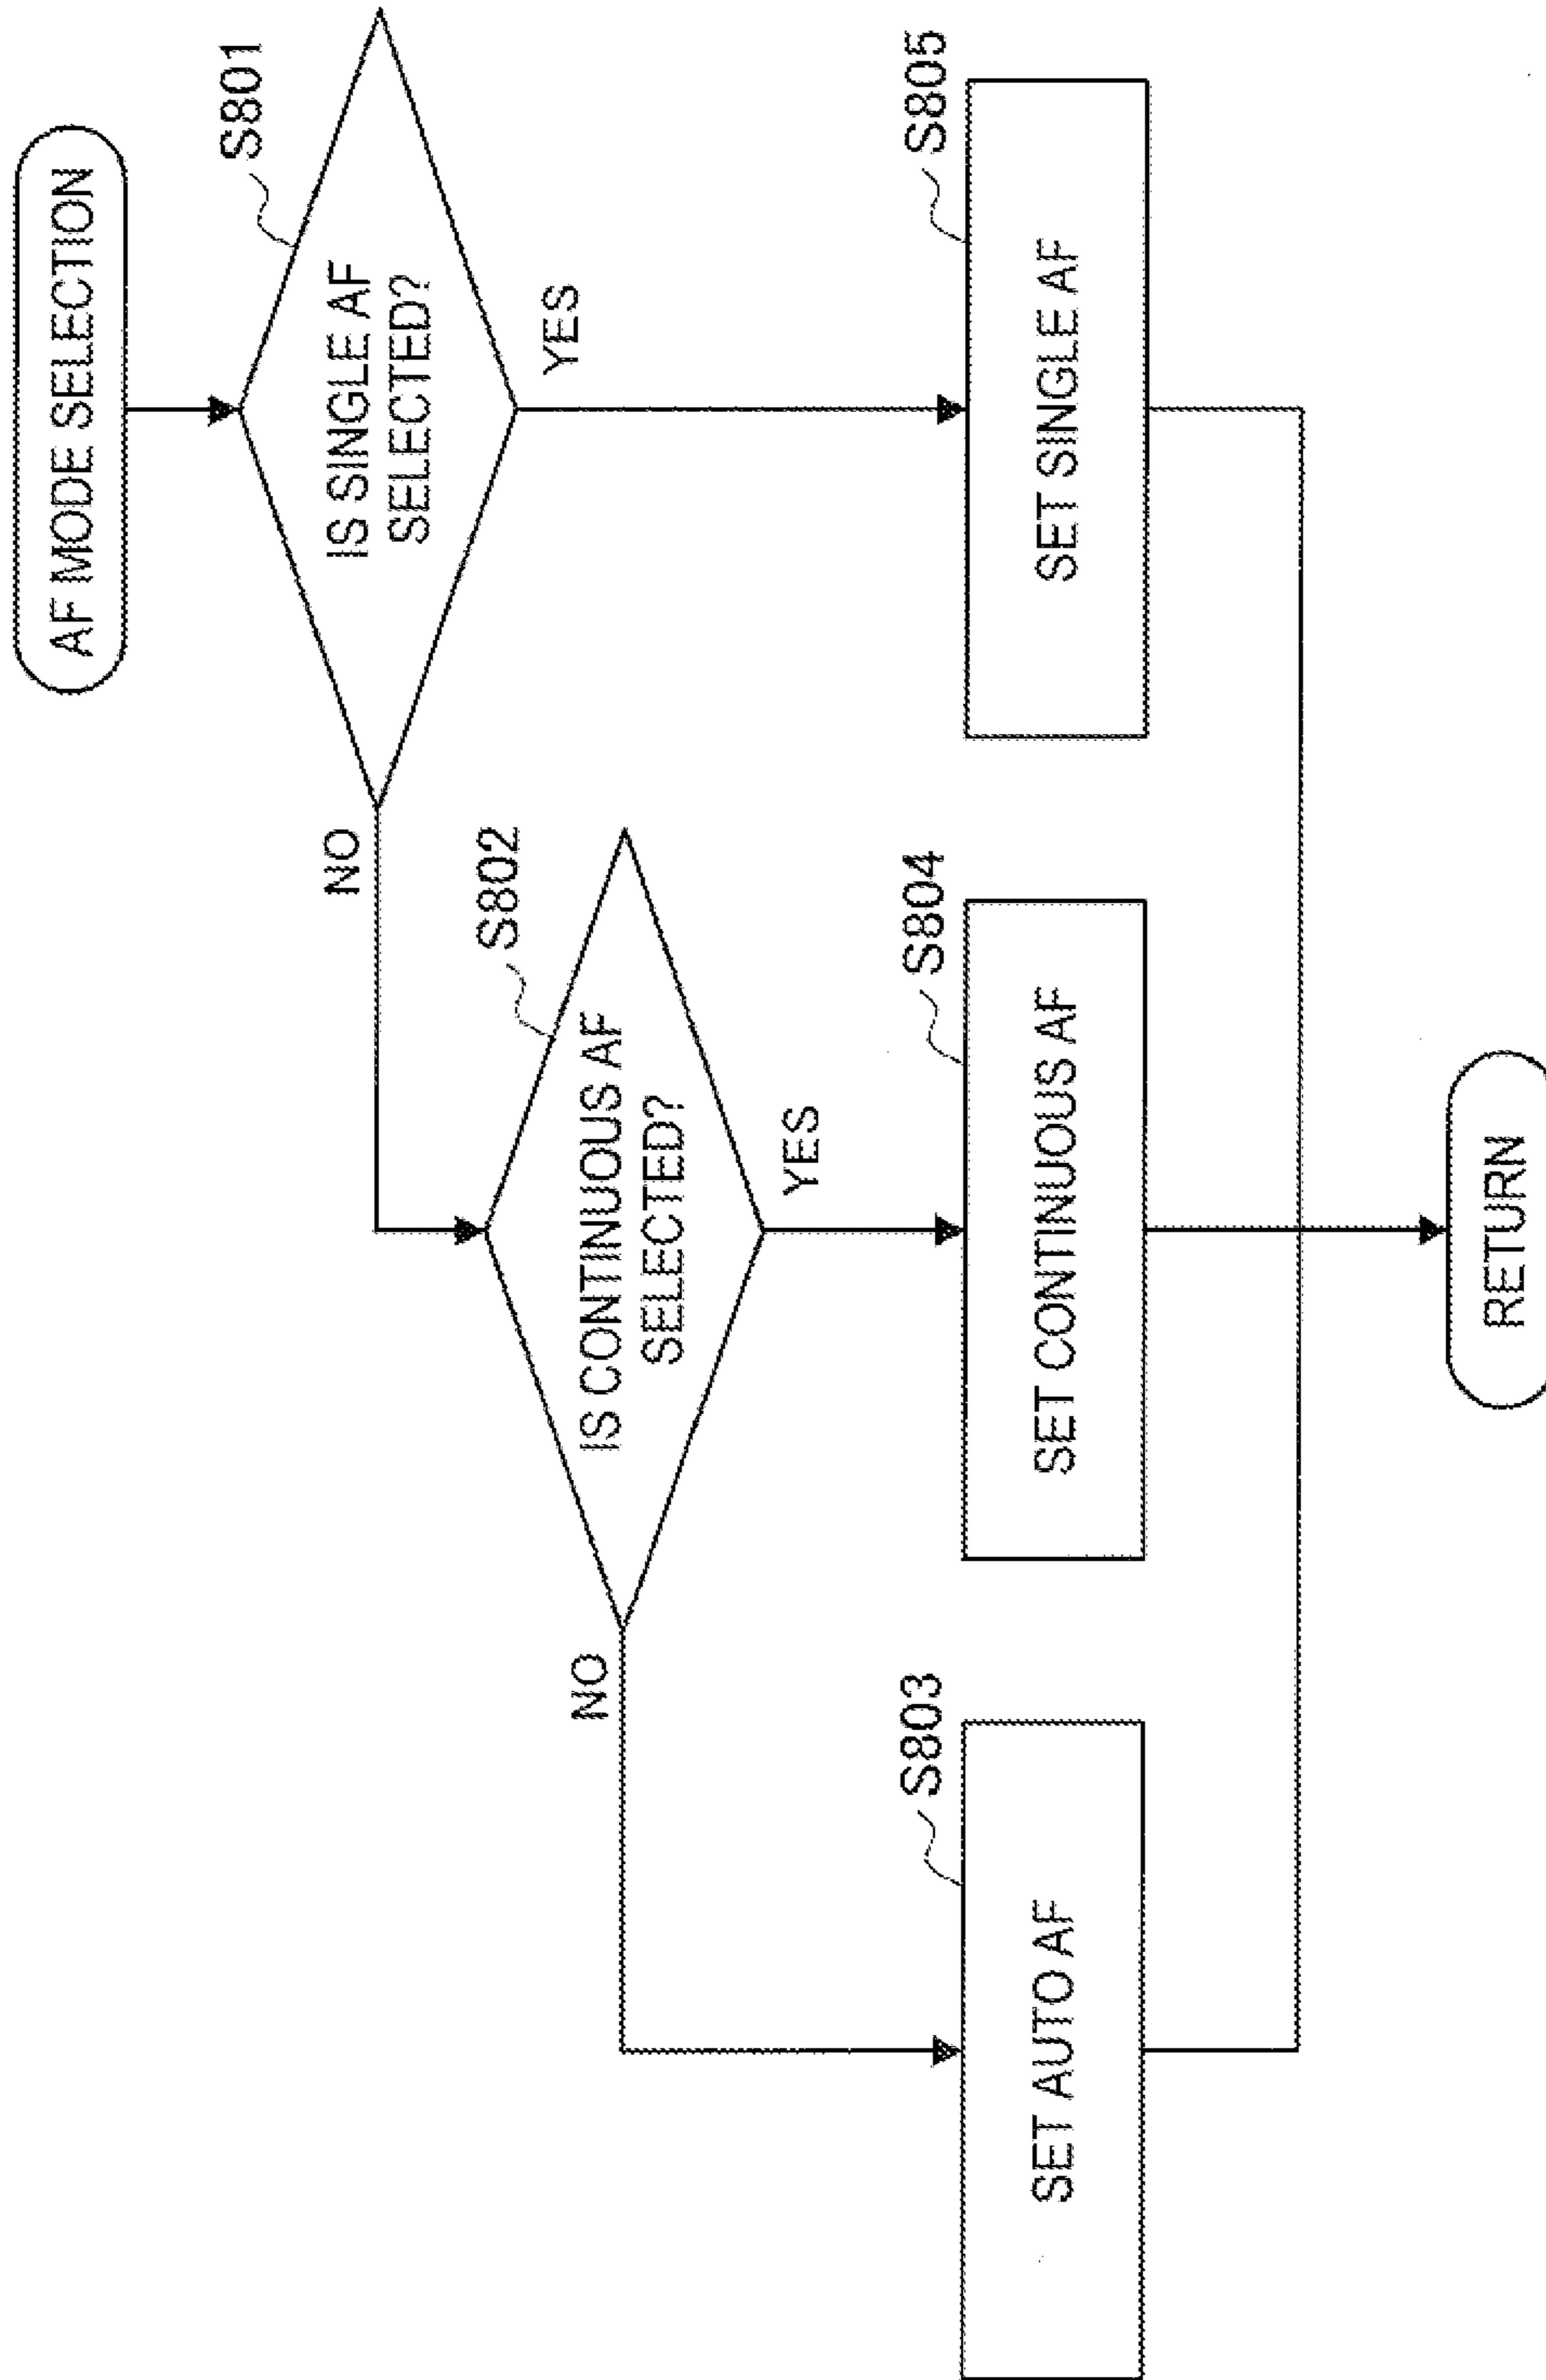 AF MODE SELECTION
S801
IS SINGLE AF
SELECTED?
NO
YES
S802
IS CONTINUOUS AF
SELECTED?
NO
YES
S803
SET AUTO AF
S804
SET CONTINUOUS AF
S805
SET SINGLE AF
RETURN